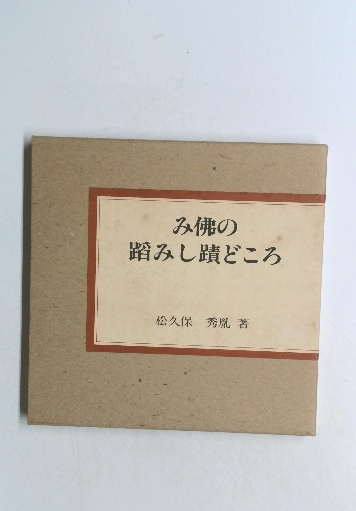 み佛の
蹈みし蹟どころ
松久保 秀胤 著